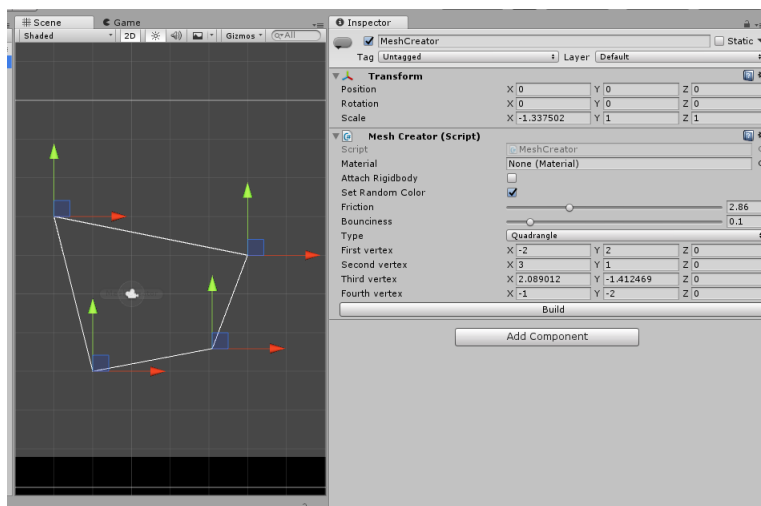 Scene Game
Shaded 2D Gizmos All
Inspector
MeshCreator Static
Tag Untagged Layer Default
Transform
Position X 0 Y 0 Z 0
Rotation X 0 Y 0 Z 0
Scale X -1.337502 Y 1 Z 1
Mesh Creator (Script)
Script MeshCreator
Material None (Material)
Attach Rigidbody
Set Random Color
Friction 2.86
Bounciness 0.1
Type Quadrangle
First vertex X -2 Y 2 Z 0
Second vertex X 3 Y 1 Z 0
Third vertex X 2.089012 Y -1.412469 Z 0
Fourth vertex X -1 Y -2 Z 0
Build
Add Component